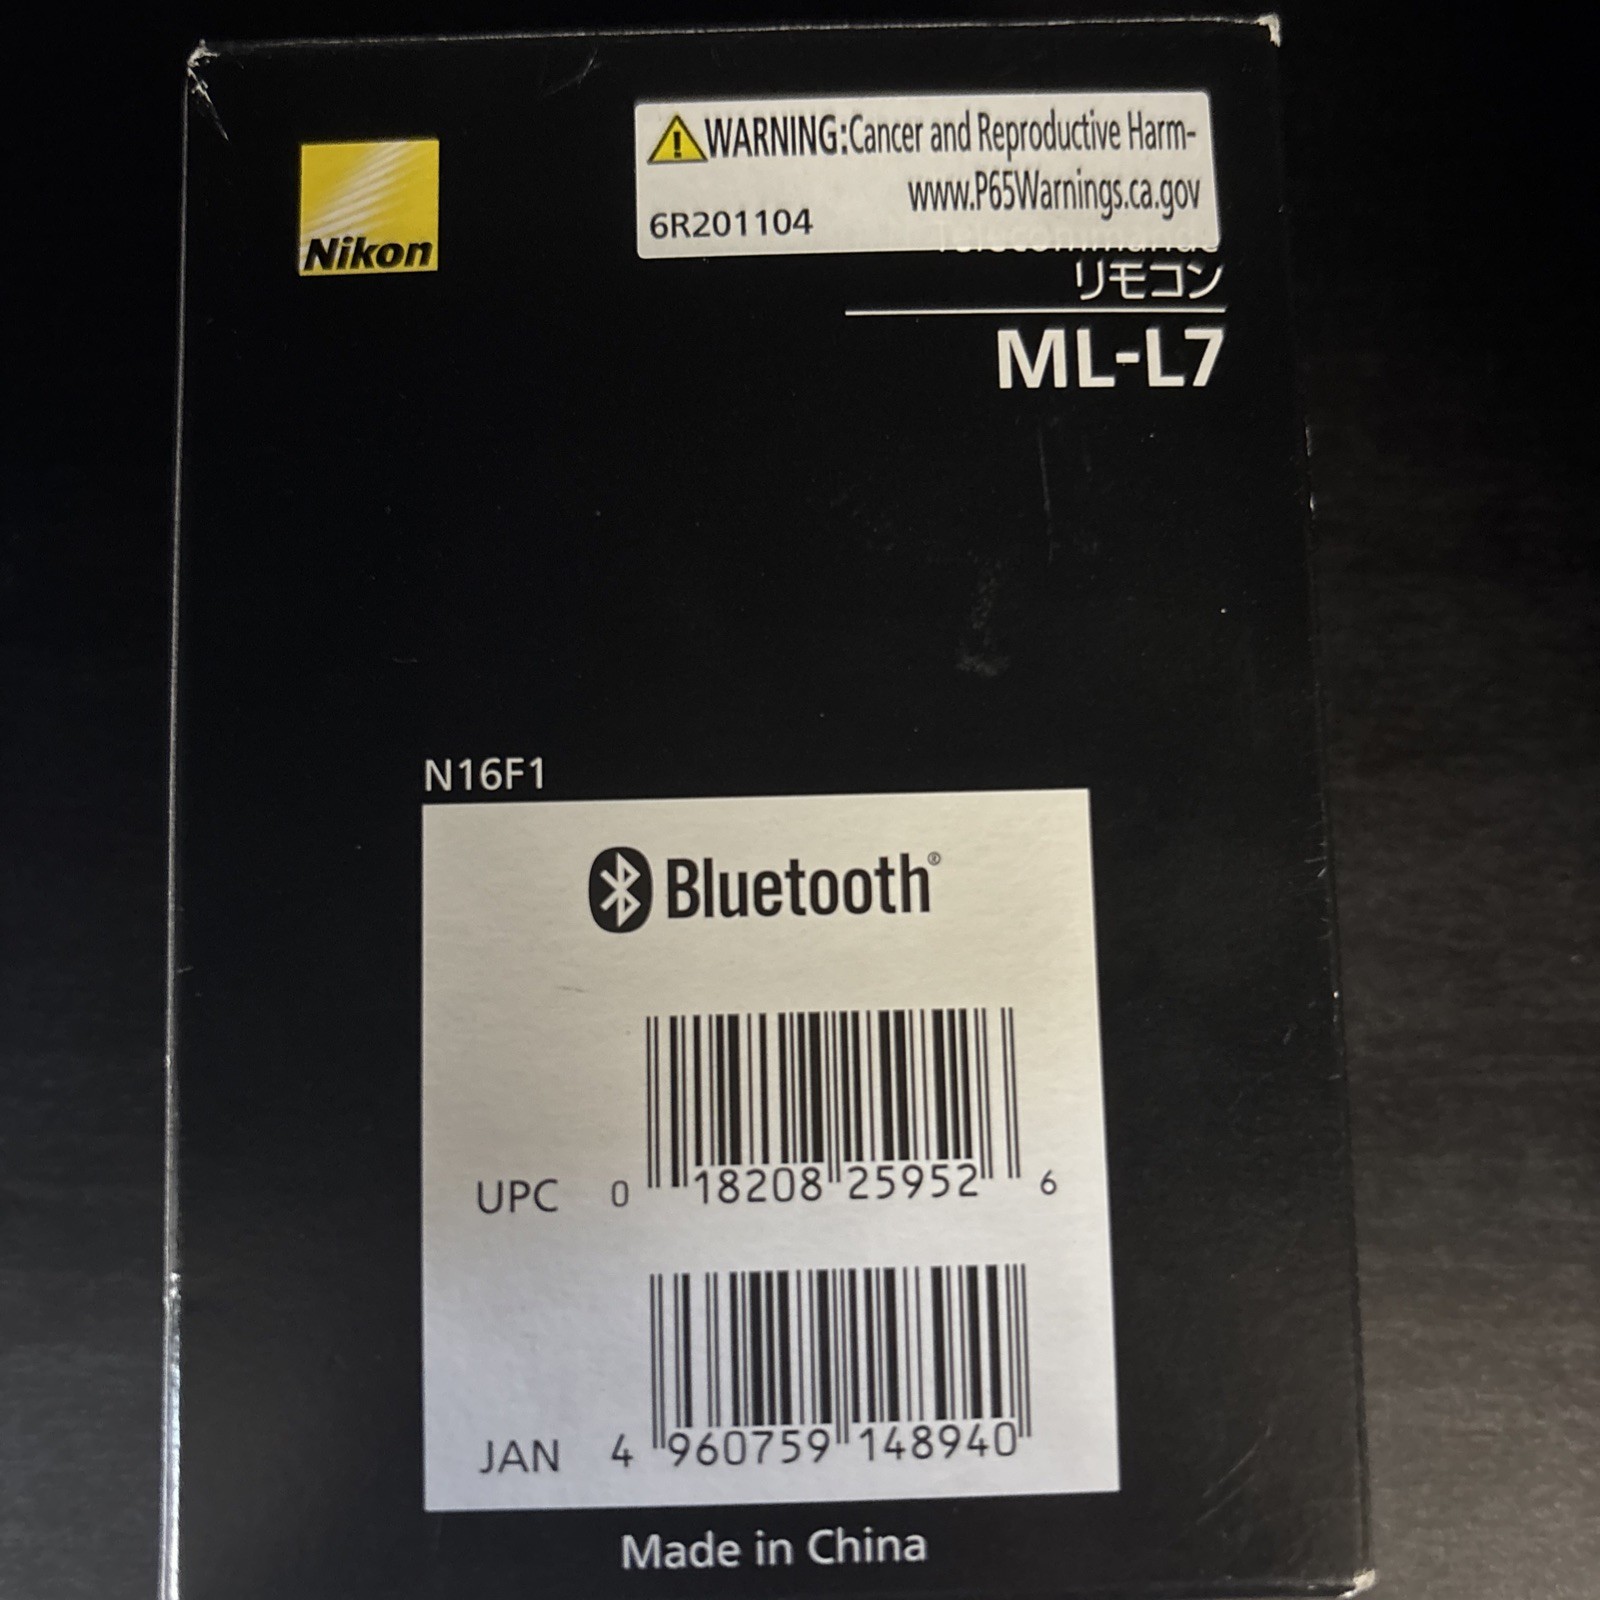 Nikon
WARNING:Cancer and Reproductive Harm-
www.P65Warnings.ca.gov
6R201104
リモコン
ML-L7
N16F1
Bluetooth®
UPC 0 18208 25952 6
JAN 4 960759 148940
Made in China